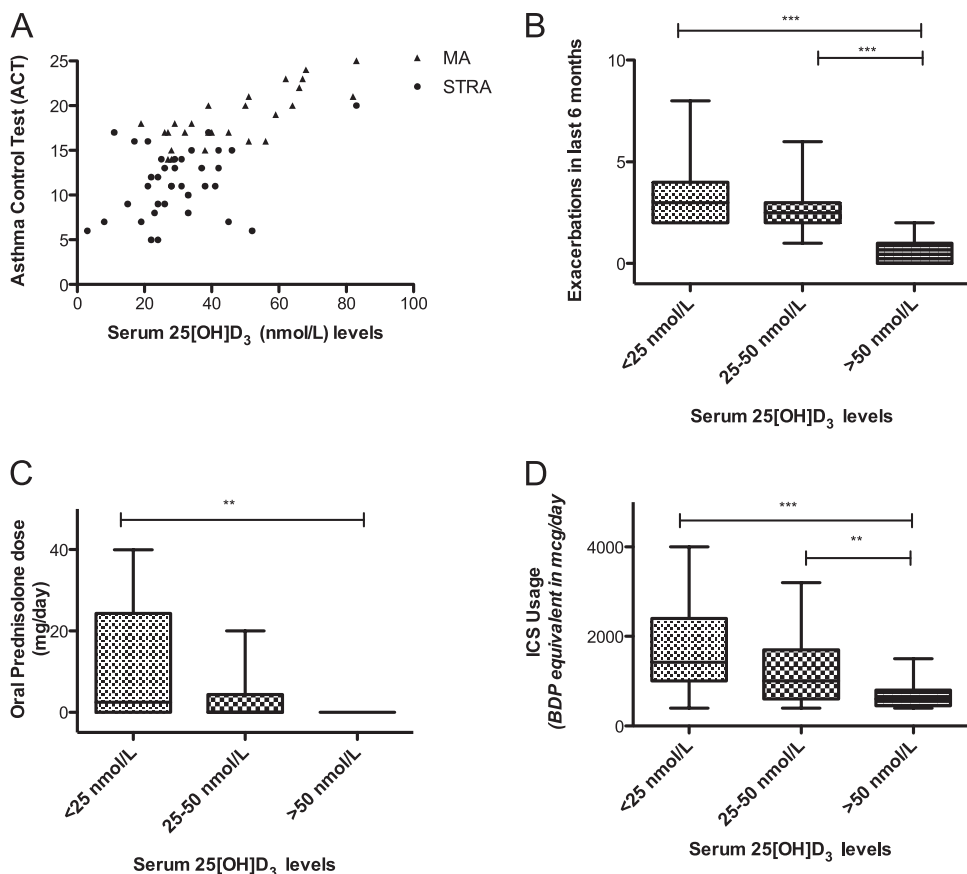 A
Asthma Control Test (ACT)
25
20
15
10
5
0
0 20 40 60 80 100
Serum 25[OH]D₃ (nmol/L) levels
▲ MA
● STRA
B
***
***
Exacerbations in last 6 months
10
5
0
<25 nmol/L
25-50 nmol/L
>50 nmol/L
Serum 25[OH]D₃ levels
C
**
Oral Prednisolone dose
(mg/day)
40
20
0
<25 nmol/L
25-50 nmol/L
>50 nmol/L
Serum 25[OH]D₃ levels
D
***
**
ICS Usage
(BDP equivalent in mcg/day
4000
2000
0
<25 nmol/L
25-50 nmol/L
>50 nmol/L
Serum 25[OH]D₃ levels